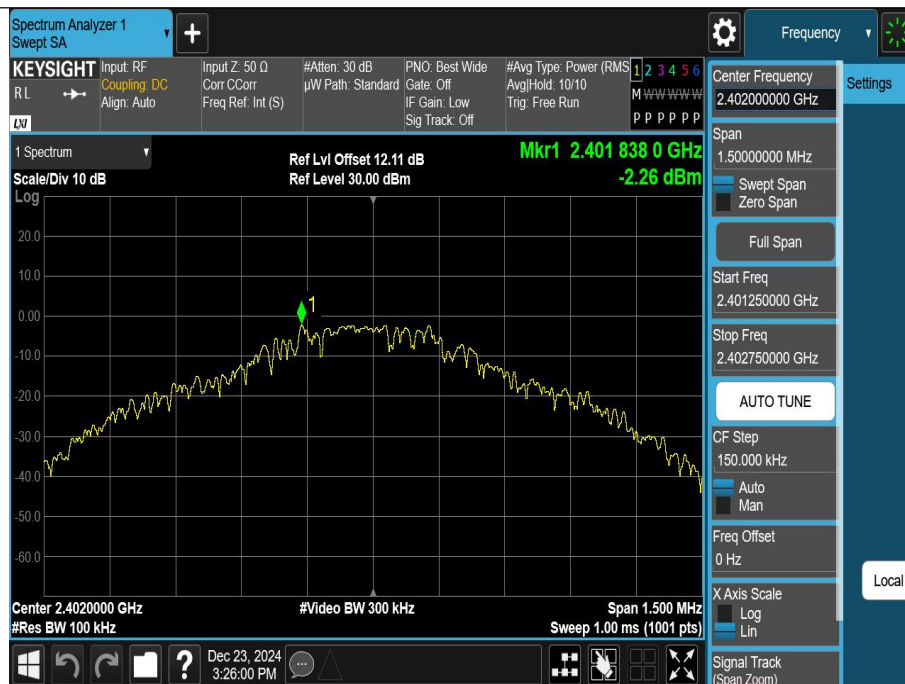 Spectrum Analyzer 1
Swept SA
Frequency
KEYSIGHT
RL
LXI
Input: RF
Coupling: DC
Align: Auto
Input Z: 50 Ω
Corr CCorr
Freq Ref: Int (S)
#Atten: 30 dB
µW Path: Standard
PNO: Best Wide
Gate: Off
IF Gain: Low
Sig Track: Off
#Avg Type: Power (RMS
Avg|Hold: 10/10
Trig: Free Run
1 2 3 4 5 6
M W W W W W
P P P P P P
1 Spectrum
Scale/Div 10 dB
Log
Ref Lvl Offset 12.11 dB
Ref Level 30.00 dBm
Mkr1 2.401 838 0 GHz
-2.26 dBm
20.0
10.0
0.00
-10.0
-20.0
-30.0
-40.0
-50.0
-60.0
1
Center 2.4020000 GHz
#Res BW 100 kHz
#Video BW 300 kHz
Span 1.500 MHz
Sweep 1.00 ms (1001 pts)
Dec 23, 2024
3:26:00 PM
Center Frequency
2.402000000 GHz
Span
1.50000000 MHz
Swept Span
Zero Span
Full Span
Start Freq
2.401250000 GHz
Stop Freq
2.402750000 GHz
AUTO TUNE
CF Step
150.000 kHz
Auto
Man
Freq Offset
0 Hz
X Axis Scale
Log
Lin
Signal Track
(Span Zoom)
Settings
Local